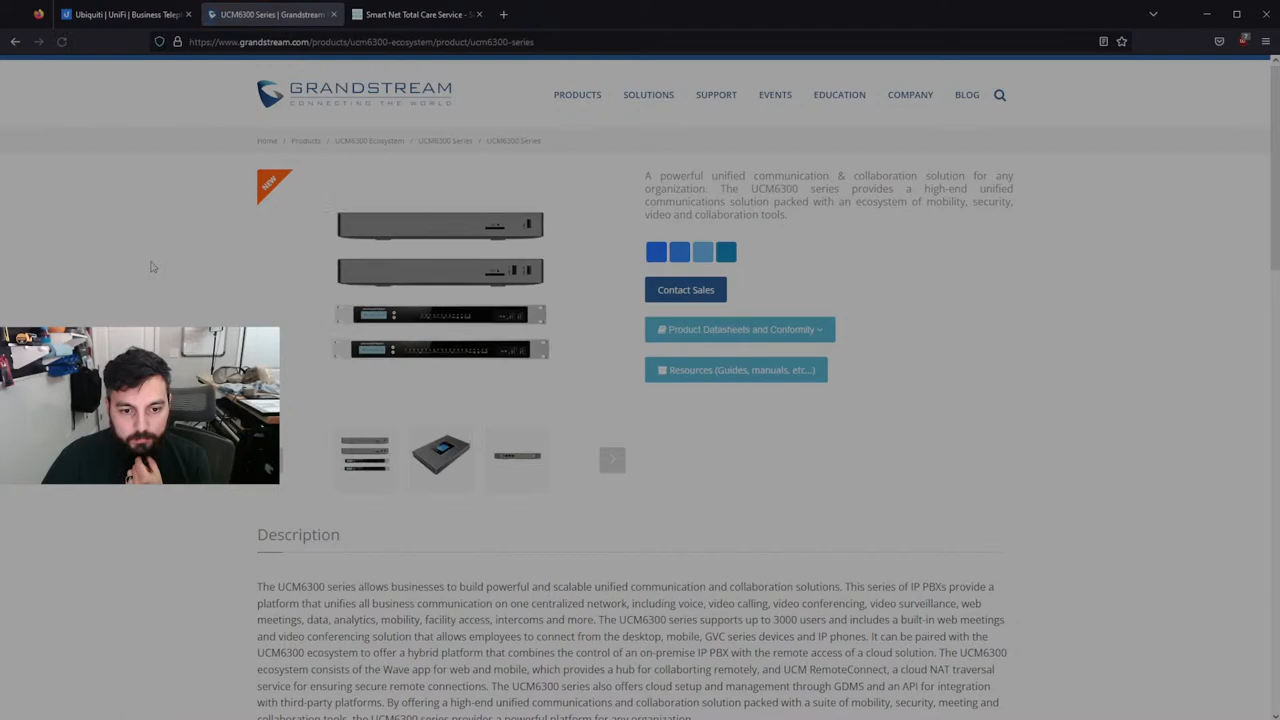 Ubiquiti | UniFi | Business Telep
UCM6300 Series | Grandstream
Smart Net Total Care Service - S
https://www.grandstream.com/products/ucm6300-ecosystem/product/ucm6300-series
GRANDSTREAM
CONNECTING THE WORLD
PRODUCTS SOLUTIONS SUPPORT EVENTS EDUCATION COMPANY BLOG
Home / Products / UCM6300 Ecosystem / UCM6300 Series / UCM6300 Series
NEW
A powerful unified communication & collaboration solution for any
organization. The UCM6300 series provides a high-end unified
communications solution packed with an ecosystem of mobility, security,
video and collaboration tools.
Contact Sales
Product Datasheets and Conformity
Resources (Guides, manuals, etc...)
Description
The UCM6300 series allows businesses to build powerful and scalable unified communication and collaboration solutions. This series of IP PBXs provide a
platform that unifies all business communication on one centralized network, including voice, video calling, video conferencing, video surveillance, web
meetings, data, analytics, mobility, facility access, intercoms and more. The UCM6300 series supports up to 3000 users and includes a built-in web meetings
and video conferencing solution that allows employees to connect from the desktop, mobile, GVC series devices and IP phones. It can be paired with the
UCM6300 ecosystem to offer a hybrid platform that combines the control of an on-premise IP PBX with the remote access of a cloud solution. The UCM6300
ecosystem consists of the Wave app for web and mobile, which provides a hub for collaborting remotely, and UCM RemoteConnect, a cloud NAT traversal
service for ensuring secure remote connections. The UCM6300 series also offers cloud setup and management through GDMS and an API for integration
with third-party platforms. By offering a high-end unified communications and collaboration solution packed with a suite of mobility, security, meeting and
collaboration tools, the UCM6300 series provides a powerful platform for any organization.